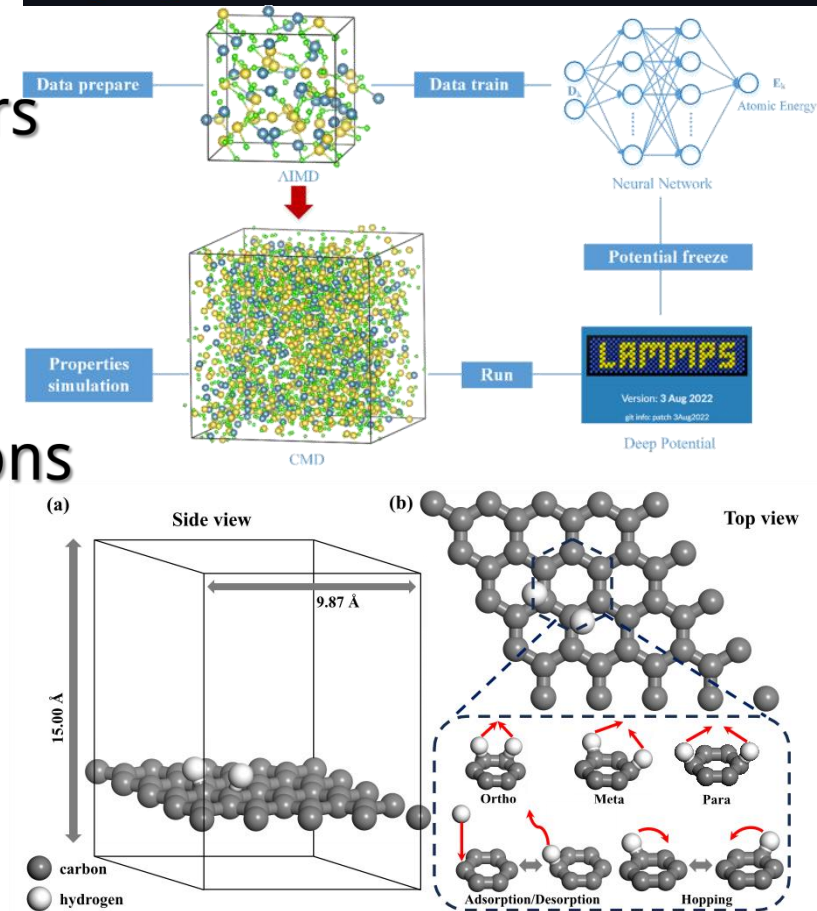 Data prepare
Data train
rs
AIMD
D
E
Atomic Energy
Neural Network
Potential freeze
Properties
simulation
Run
LAMMPS
Version: 3 Aug 2022
git info: patch 3Aug2022
Deep Potential
CMD
ons
(a)
Side view
(b)
Top view
9.87 Å
15.00 Å
Ortho
Meta
Para
carbon
hydrogen
Adsorption/Desorption
Hopping